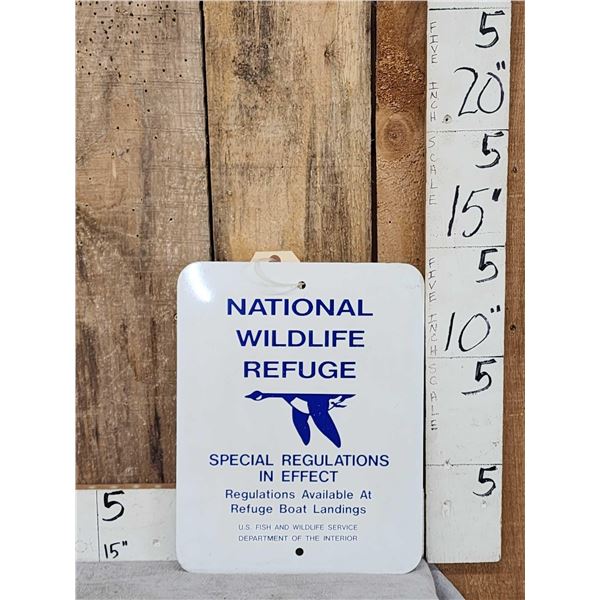 NATIONAL
WILDLIFE
REFUGE
SPECIAL REGULATIONS
IN EFFECT
Regulations Available At
Refuge Boat Landings
U.S. FISH AND WILDLIFE SERVICE
DEPARTMENT OF THE INTERIOR
5
20"
5
15"
5
10"
5
5
FIVE INCH SCALE
FIVE INCH SCALE
5
15"